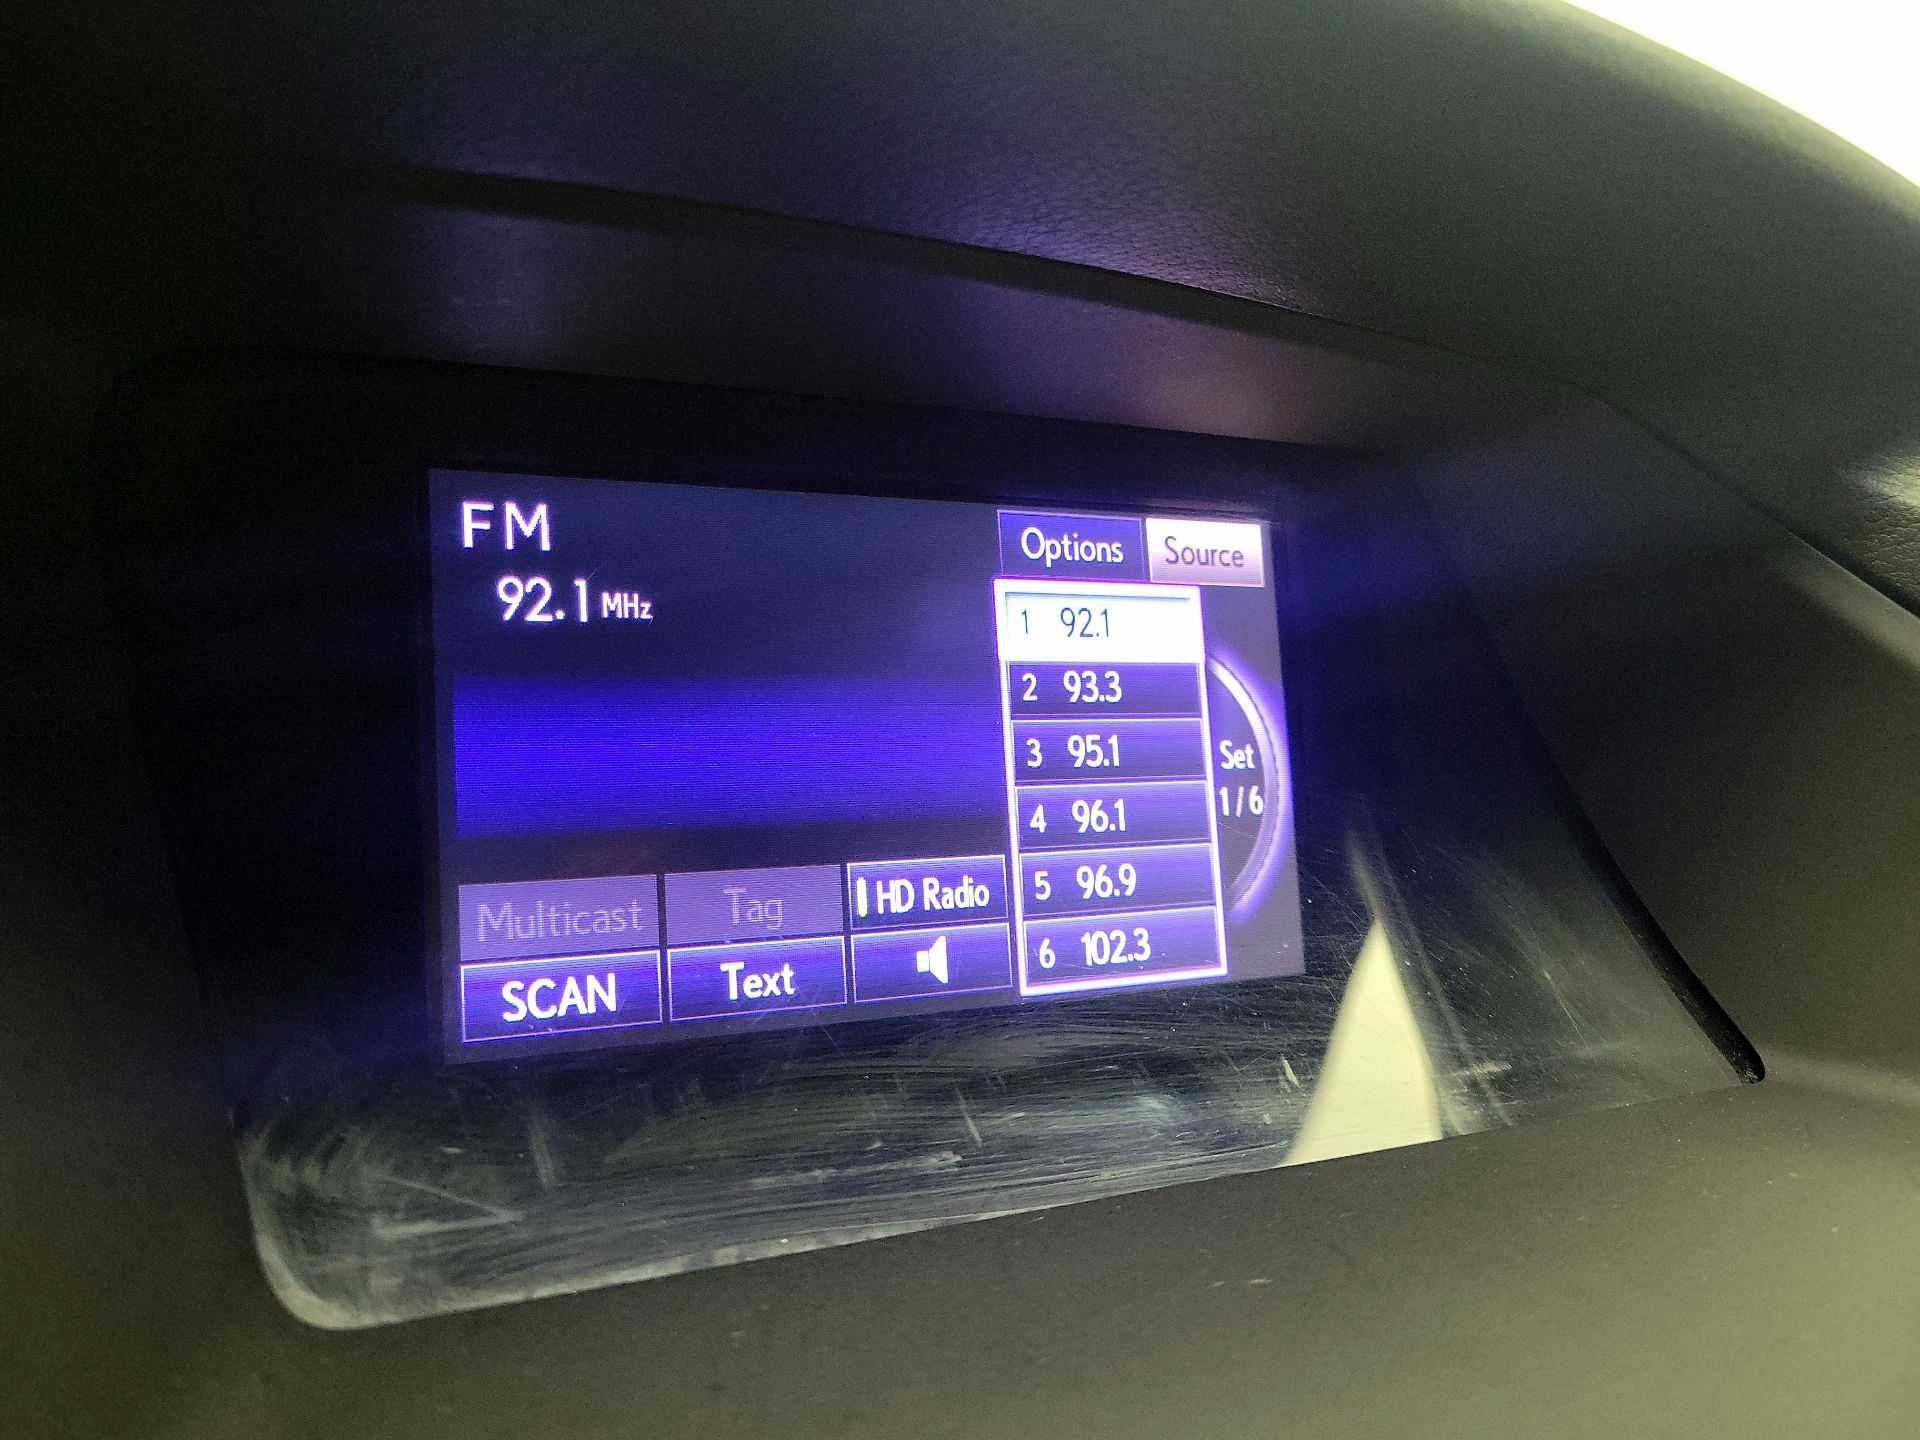 FM
92.1 MHz
Options
Source
1 92.1
2 93.3
3 95.1
4 96.1
5 96.9
6 102.3
Set
1/6
Multicast
Tag
HD Radio
SCAN
Text